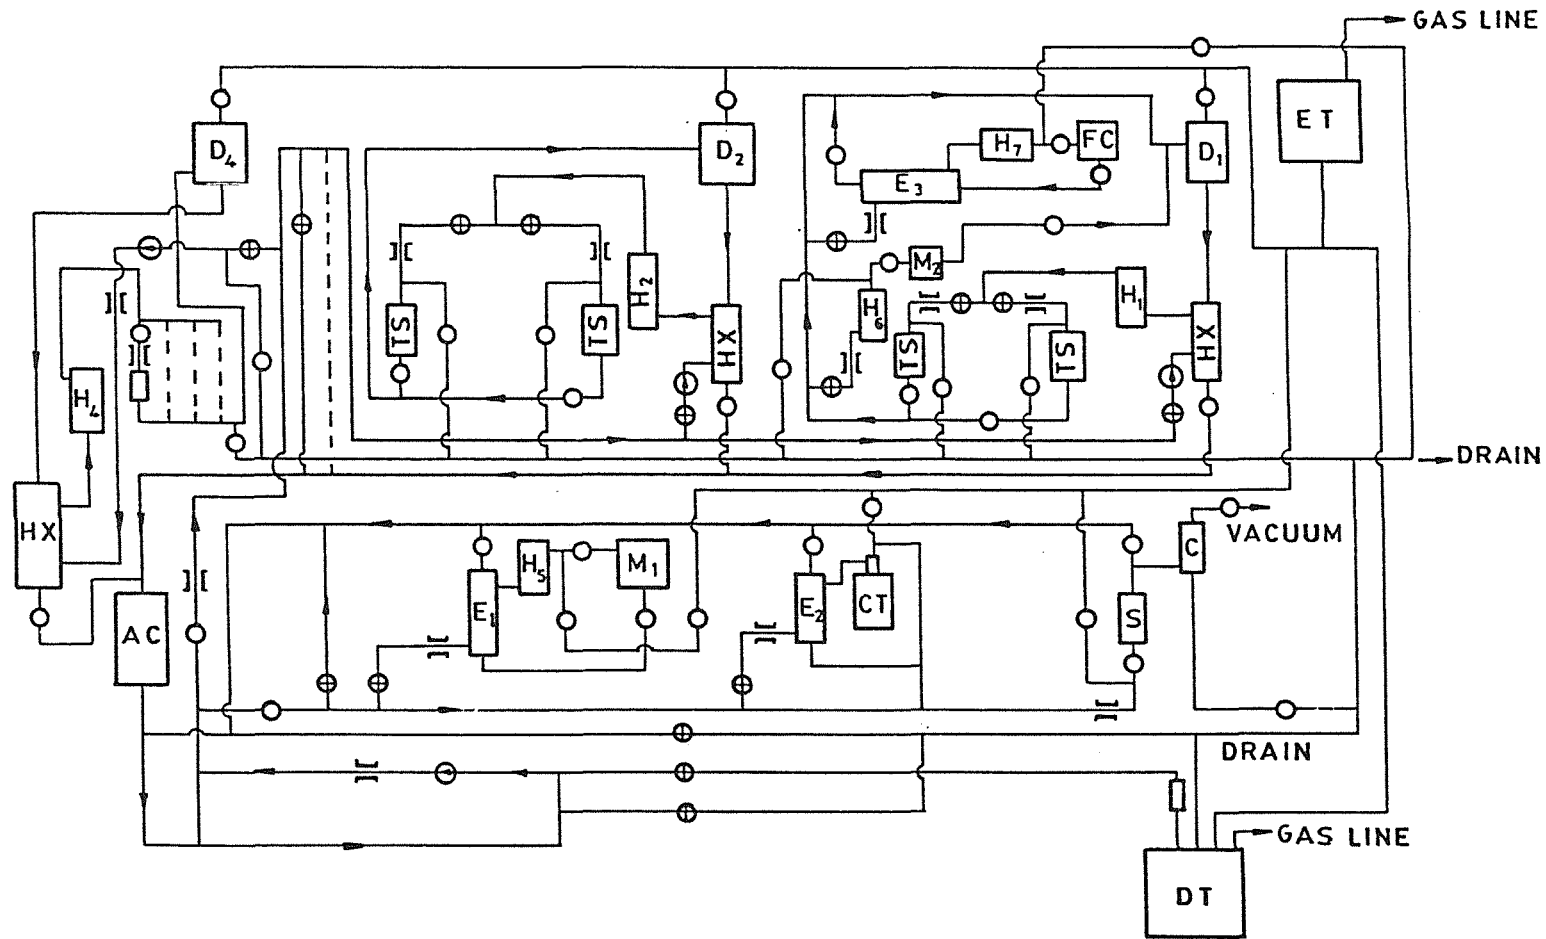 GAS LINE
ET
D4
D2
D1
H7
FC
E3
M2
H2
H1
H6
TS
TS
TS
TS
HX
HX
H4
DRAIN
HX
VACUUM
C
H5
M1
E1
E2
CT
S
AC
DRAIN
GAS LINE
DT